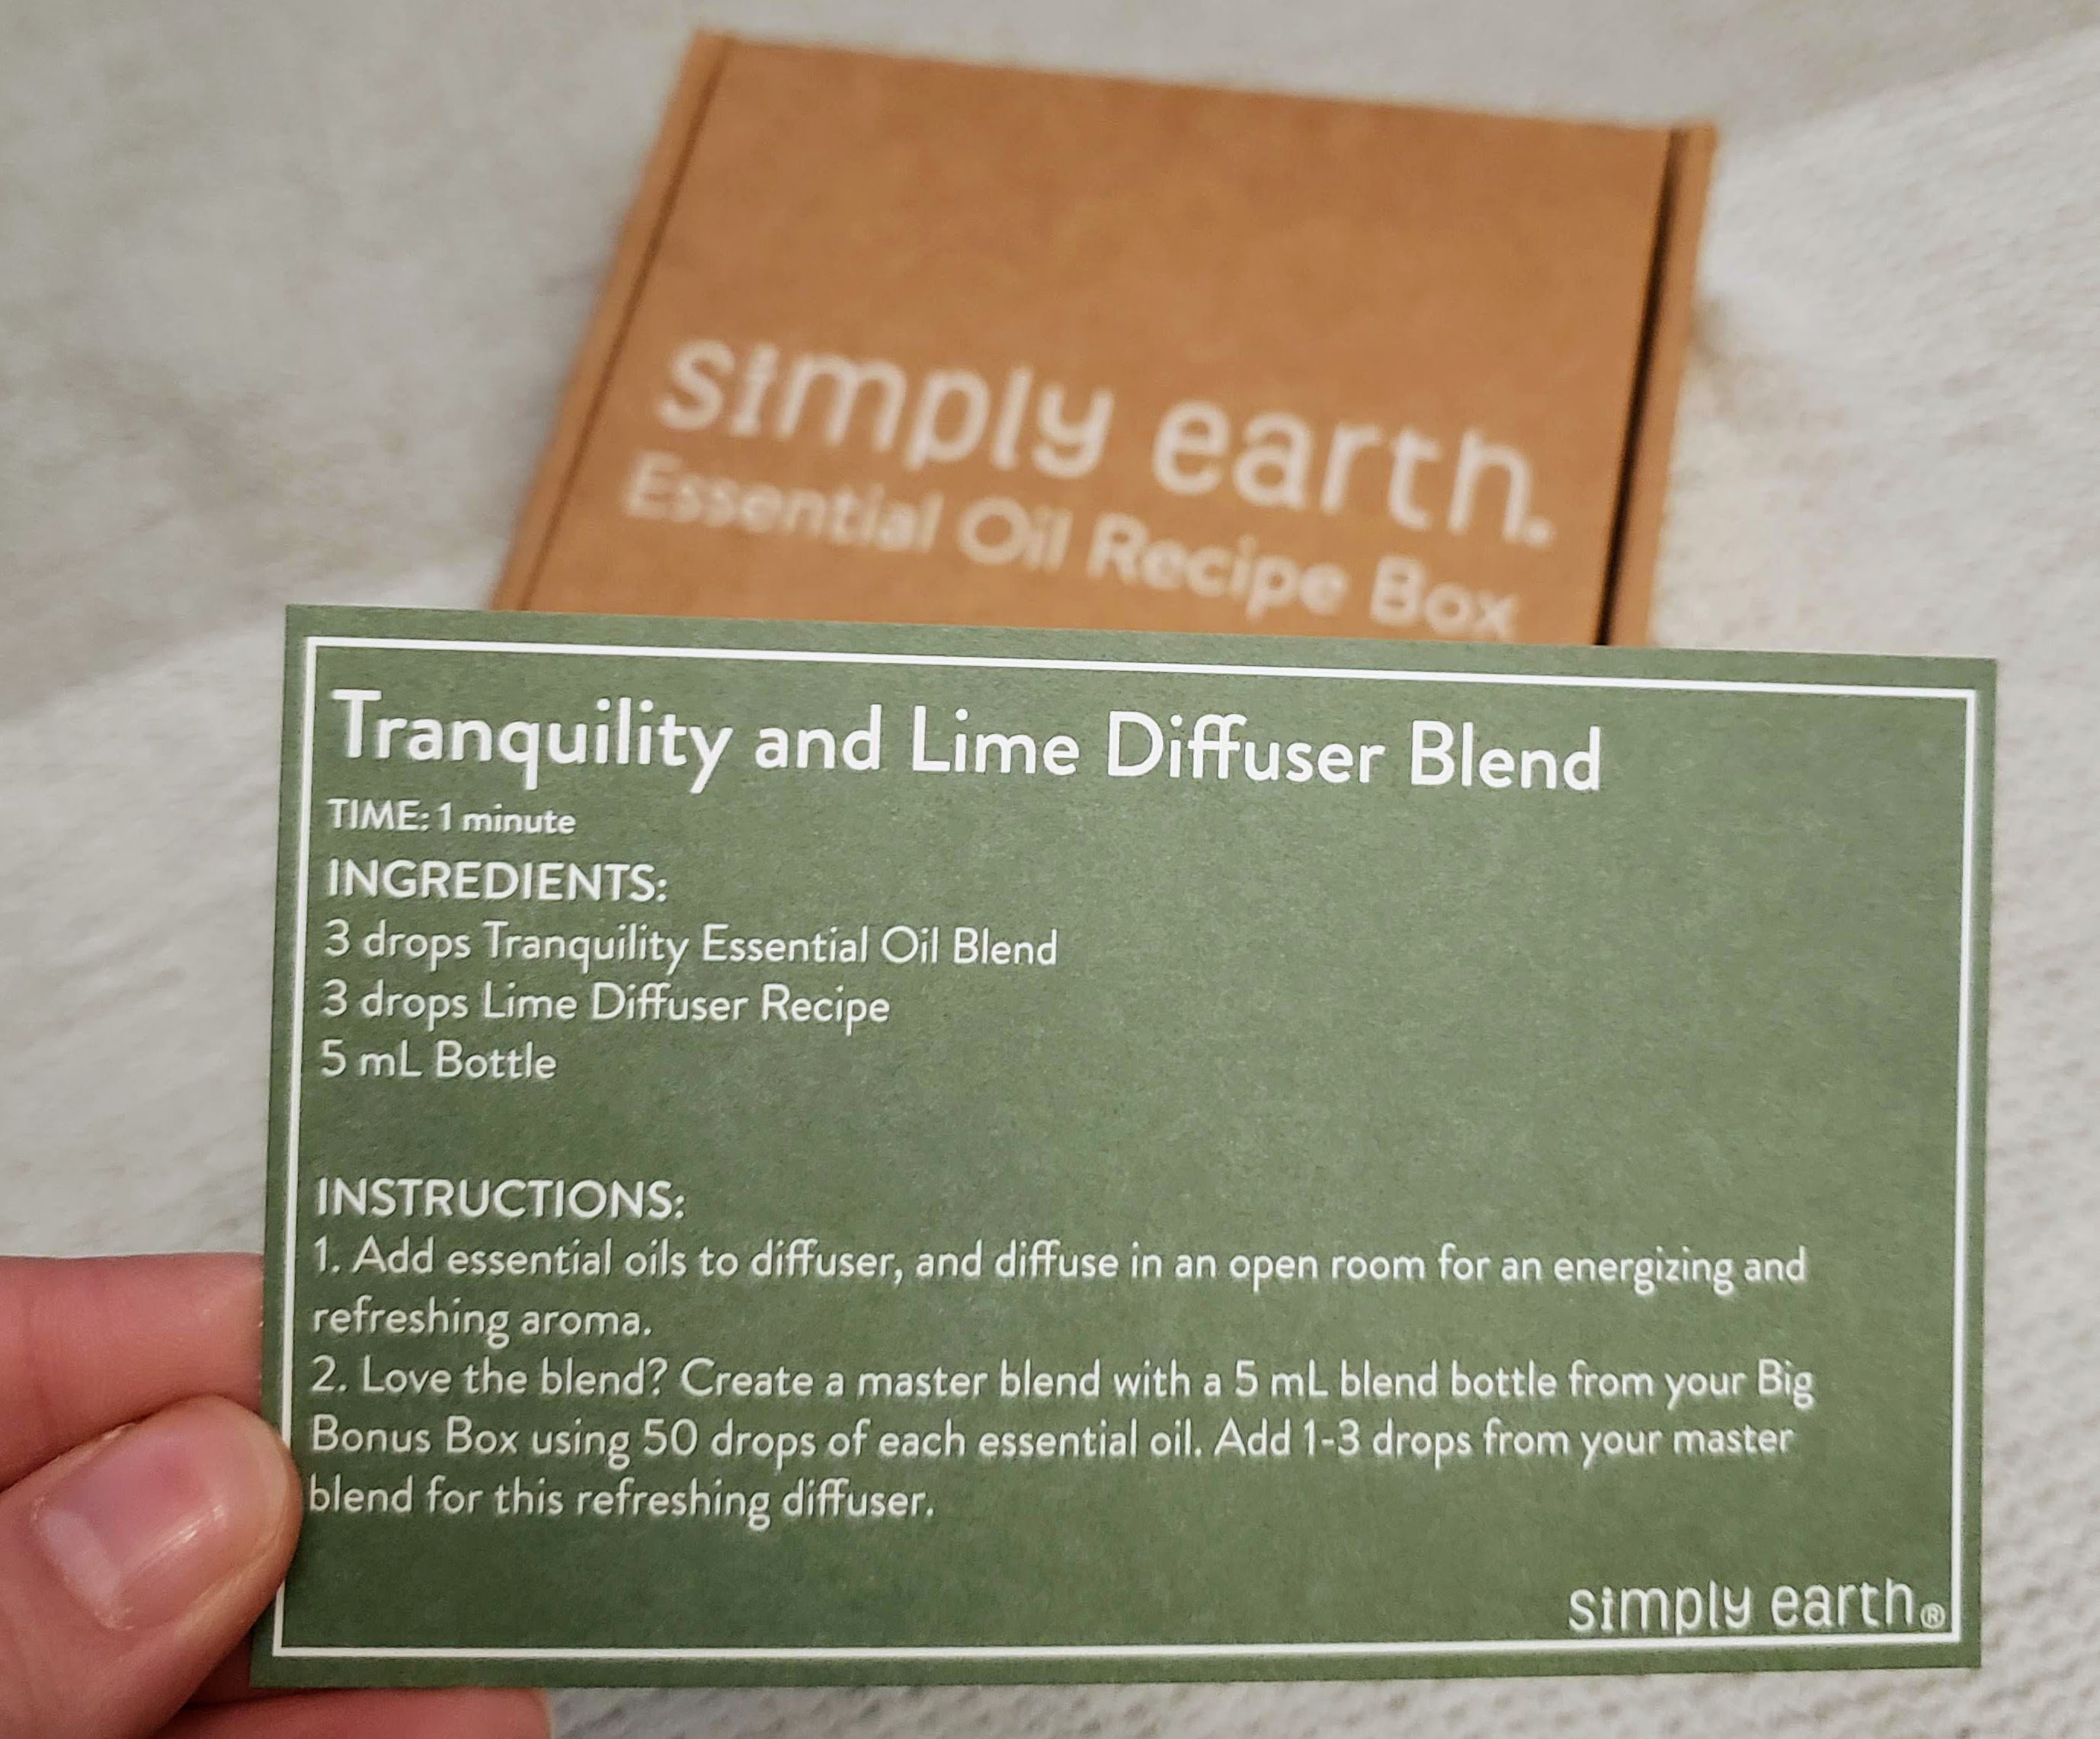 simply earth.
Essential Oil Recipe Box
Tranquility and Lime Diffuser Blend
TIME: 1 minute
INGREDIENTS:
3 drops Tranquility Essential Oil Blend
3 drops Lime Diffuser Recipe
5 mL Bottle
INSTRUCTIONS:
1. Add essential oils to diffuser, and diffuse in an open room for an energizing and
refreshing aroma.
2. Love the blend? Create a master blend with a 5 mL blend bottle from your Big
Bonus Box using 50 drops of each essential oil. Add 1-3 drops from your master
blend for this refreshing diffuser.
simply earth®